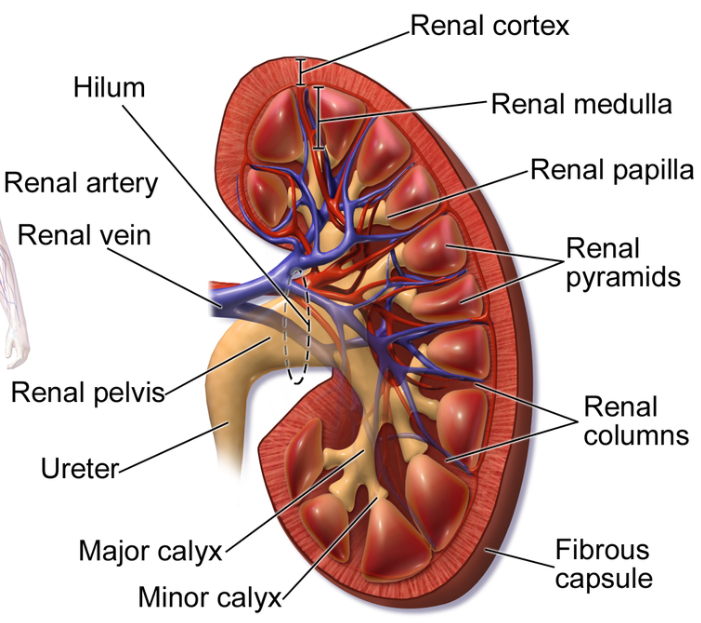 Renal cortex
Hilum
Renal medulla
Renal artery
Renal papilla
Renal vein
Renal
pyramids
Renal pelvis
Renal
columns
Ureter
Major calyx
Fibrous
capsule
Minor calyx